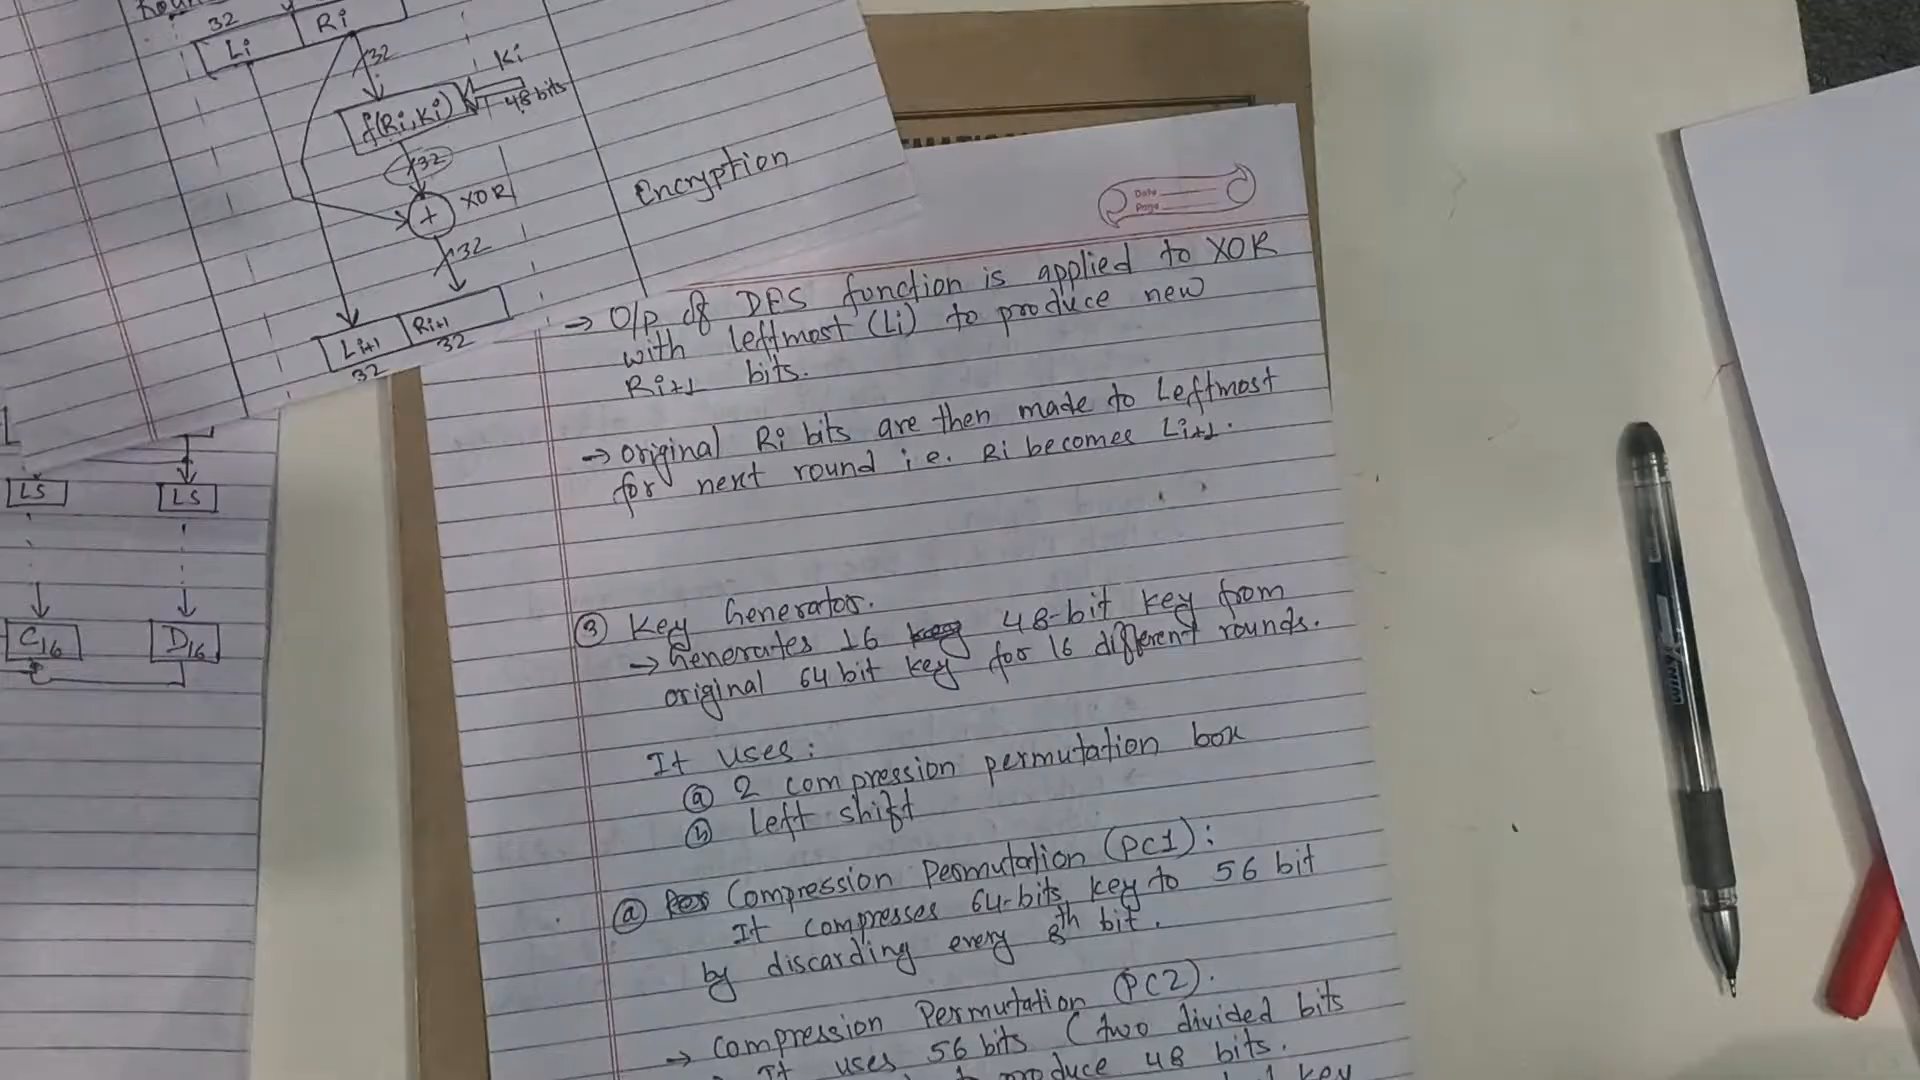 32
Li
Ri
32
Ki
48 bits
f(Ri, Ki)
32
+
XOR
32
Encryption
Li+1
Ri+1
32
32
LS
LS
C16
D16
Date
Page
→ O/p of DES function is applied to XOR
with leftmost (Li) to produce new
Ri+1 bits.
→ original Ri bits are then made to Leftmost
for next round i.e. Ri becomes Li+1.
③ Key Generator.
→ Generates 16 key 48-bit key from
original 64 bit key for 16 different rounds.
It uses:
ⓐ 2 compression permutation box
ⓑ left shift
ⓐ Compression Permutation (PC1):
It compresses 64-bits key to 56 bit
by discarding every 8th bit.
Compression Permutation (PC2).
→ It uses 56 bits (two divided bits
produce 48 bits.
key